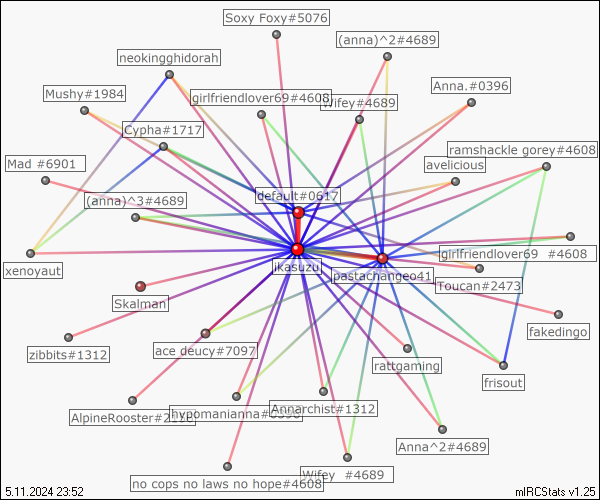 Soxy Foxy#5076
(anna)^2#4689
neokingghidorah
Anna.#0396
Mushy#1984
girlfriendlover69#4608
Wifey#4689
Cypha#1717
ramshackle gorey#4608
Mad #6901
avelicious
default#0617
(anna)^3#4689
girlfriendlover69 #4608
xenoyaut
ikasuzu
pastachangeo41
Toucan#2473
Skalman
fakedingo
zibbits#1312
ace deucy#7097
rattgaming
frisout
AlpineRooster#2
hypomanianna
Annarchist#1312
Anna^2#4689
no cops no laws no hope#4608
Wifey #4689
5.11.2024 23:52
mIRCStats v1.25